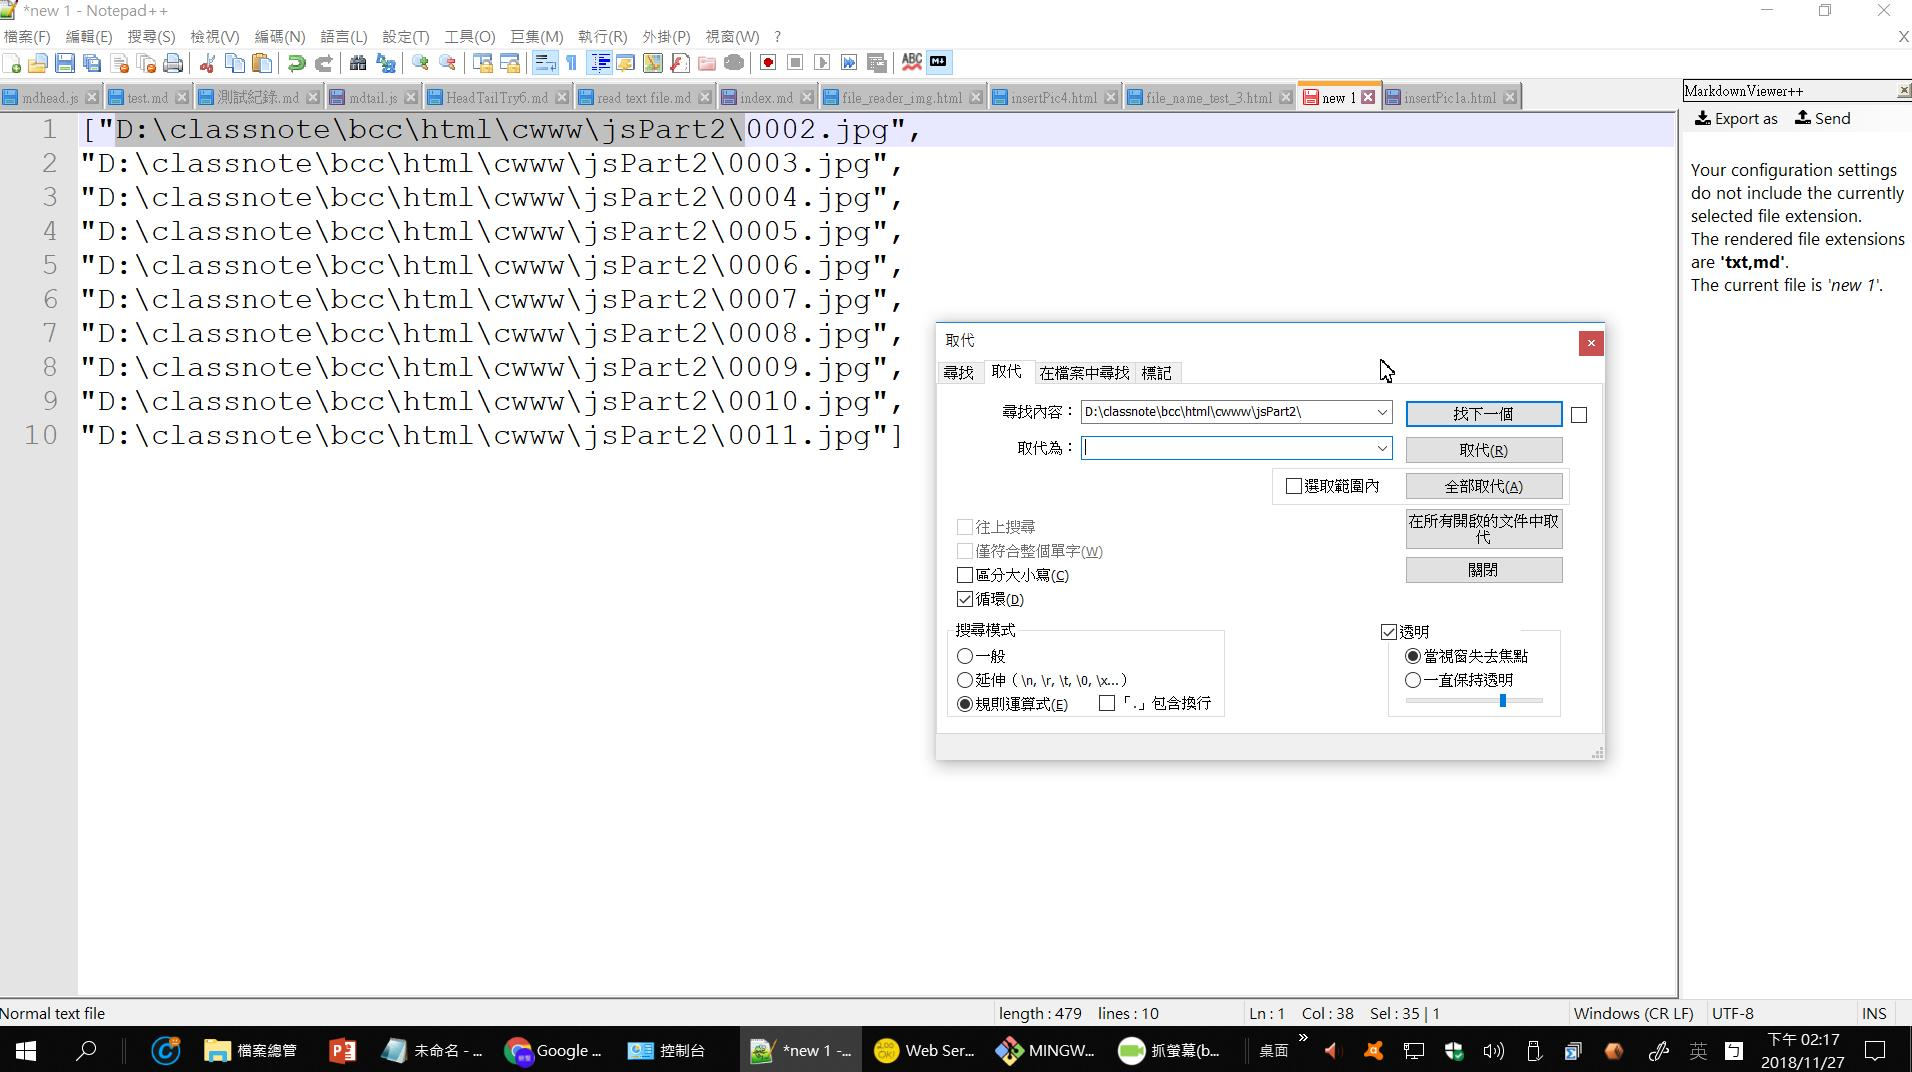 *new 1 - Notepad++
檔案(F) 編輯(E) 搜尋(S) 檢視(V) 編碼(N) 語言(L) 設定(T) 工具(O) 巨集(M) 執行(R) 外掛(P) 視窗(W) ? X
mdhead.js test.md 測試紀錄.md mdtail.js HeadTailTry6.md read text file.md index.md file_reader_img.html insertPic4.html file_name_test_3.html new 1 insertPic1a.html
1 ["D:\classnote\bcc\html\cwww\jsPart2\0002.jpg",
2 "D:\classnote\bcc\html\cwww\jsPart2\0003.jpg",
3 "D:\classnote\bcc\html\cwww\jsPart2\0004.jpg",
4 "D:\classnote\bcc\html\cwww\jsPart2\0005.jpg",
5 "D:\classnote\bcc\html\cwww\jsPart2\0006.jpg",
6 "D:\classnote\bcc\html\cwww\jsPart2\0007.jpg",
7 "D:\classnote\bcc\html\cwww\jsPart2\0008.jpg",
8 "D:\classnote\bcc\html\cwww\jsPart2\0009.jpg",
9 "D:\classnote\bcc\html\cwww\jsPart2\0010.jpg",
10 "D:\classnote\bcc\html\cwww\jsPart2\0011.jpg"]
MarkdownViewer++
Export as Send
Your configuration settings
do not include the currently
selected file extension.
The rendered file extensions
are 'txt,md'.
The current file is 'new 1'.
取代
尋找 取代 在檔案中尋找 標記
尋找內容： D:\classnote\bcc\html\cwww\jsPart2\ 找下一個
取代為： 取代(R)
選取範圍內 全部取代(A)
在所有開啟的文件中取
代
關閉
往上搜尋
僅符合整個單字(W)
區分大小寫(C)
循環(D)
搜尋模式
一般
延伸 (\n, \r, \t, \0, \x...)
規則運算式(E) 「.」包含換行
透明
當視窗失去焦點
一直保持透明
Normal text file length : 479 lines : 10 Ln : 1 Col : 38 Sel : 35 | 1 Windows (CR LF) UTF-8 INS
檔案總管 未命名 - ... Google ... 控制台 *new 1 -... Web Ser... MINGW... 抓螢幕(b... 桌面 英 下午 02:17
2018/11/27